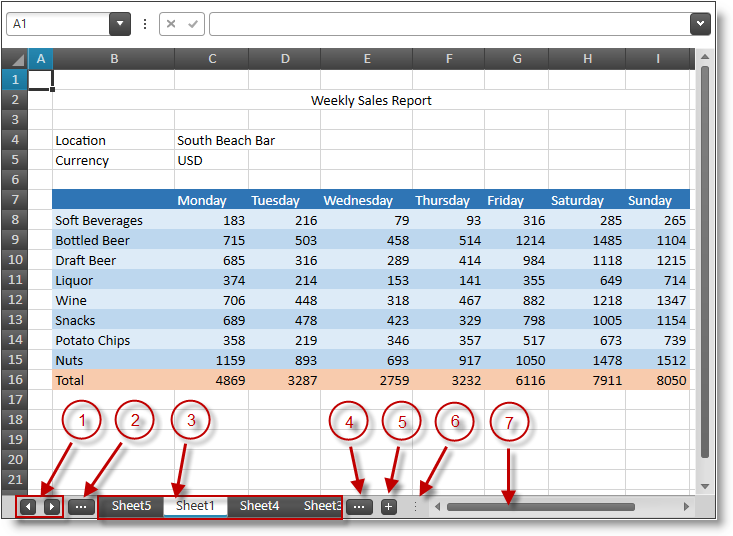 A1
A B C D E F G H I
1
2 Weekly Sales Report
3
4 Location South Beach Bar
5 Currency USD
6
7 Monday Tuesday Wednesday Thursday Friday Saturday Sunday
8 Soft Beverages 183 216 79 93 316 285 265
9 Bottled Beer 715 503 458 514 1214 1485 1104
10 Draft Beer 685 316 289 414 984 1118 1215
11 Liquor 374 214 153 141 355 649 714
12 Wine 706 448 318 467 882 1218 1347
13 Snacks 689 478 423 329 798 1005 1154
14 Potato Chips 358 219 346 357 517 673 739
15 Nuts 1159 893 693 917 1050 1478 1512
16 Total 4869 3287 2759 3232 6116 7911 8050
17
18
19
20
21
1 2 3 4 5 6 7
... Sheet5 Sheet1 Sheet4 Sheet3 ... +